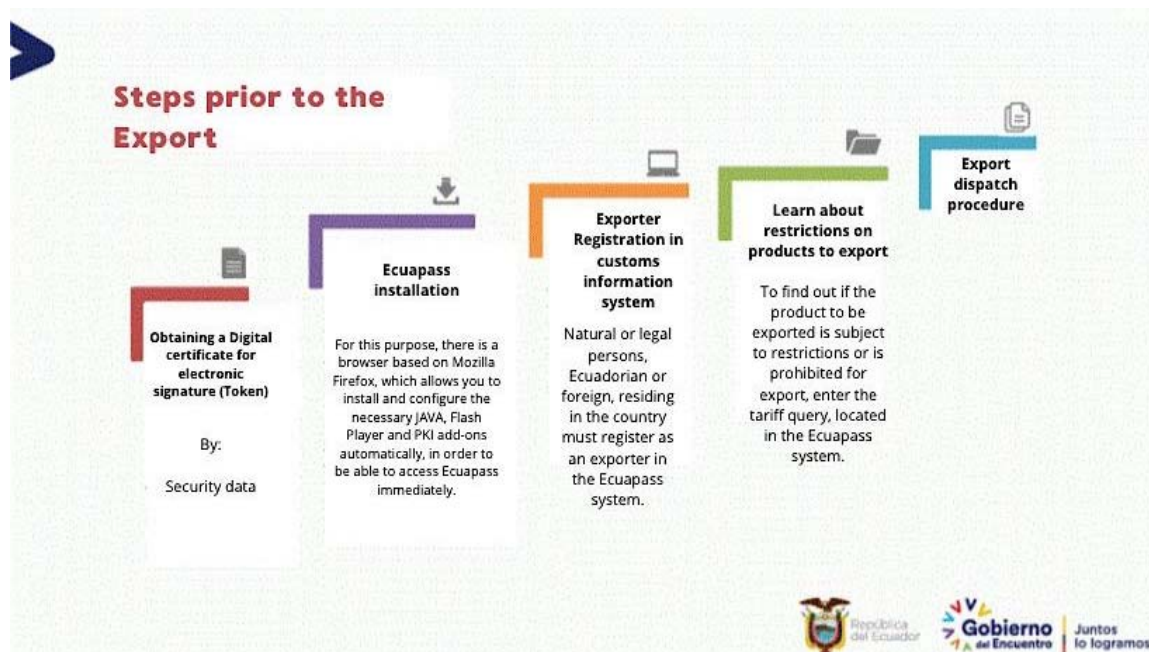 Steps prior to the
Export
Obtaining a Digital
certificate for
electronic
signature (Token)
By:
Security data
Ecuapass
installation
For this purpose, there is a
browser based on Mozilla
Firefox, which allows you to
install and configure the
necessary JAVA, Flash
Player and PKI add-ons
automatically, in order to
be able to access Ecuapass
immediately.
Exporter
Registration in
customs
information
system
Natural or legal
persons,
Ecuadorian or
foreign, residing
in the country
must register as
an exporter in
the Ecuapass
system.
Learn about
restrictions on
products to export
To find out if the
product to be
exported is subject
to restrictions or is
prohibited for
export, enter the
tariff query, located
in the Ecuapass
system.
Export
dispatch
procedure
República
del Ecuador
Gobierno
del Encuentro
Juntos
lo logramos